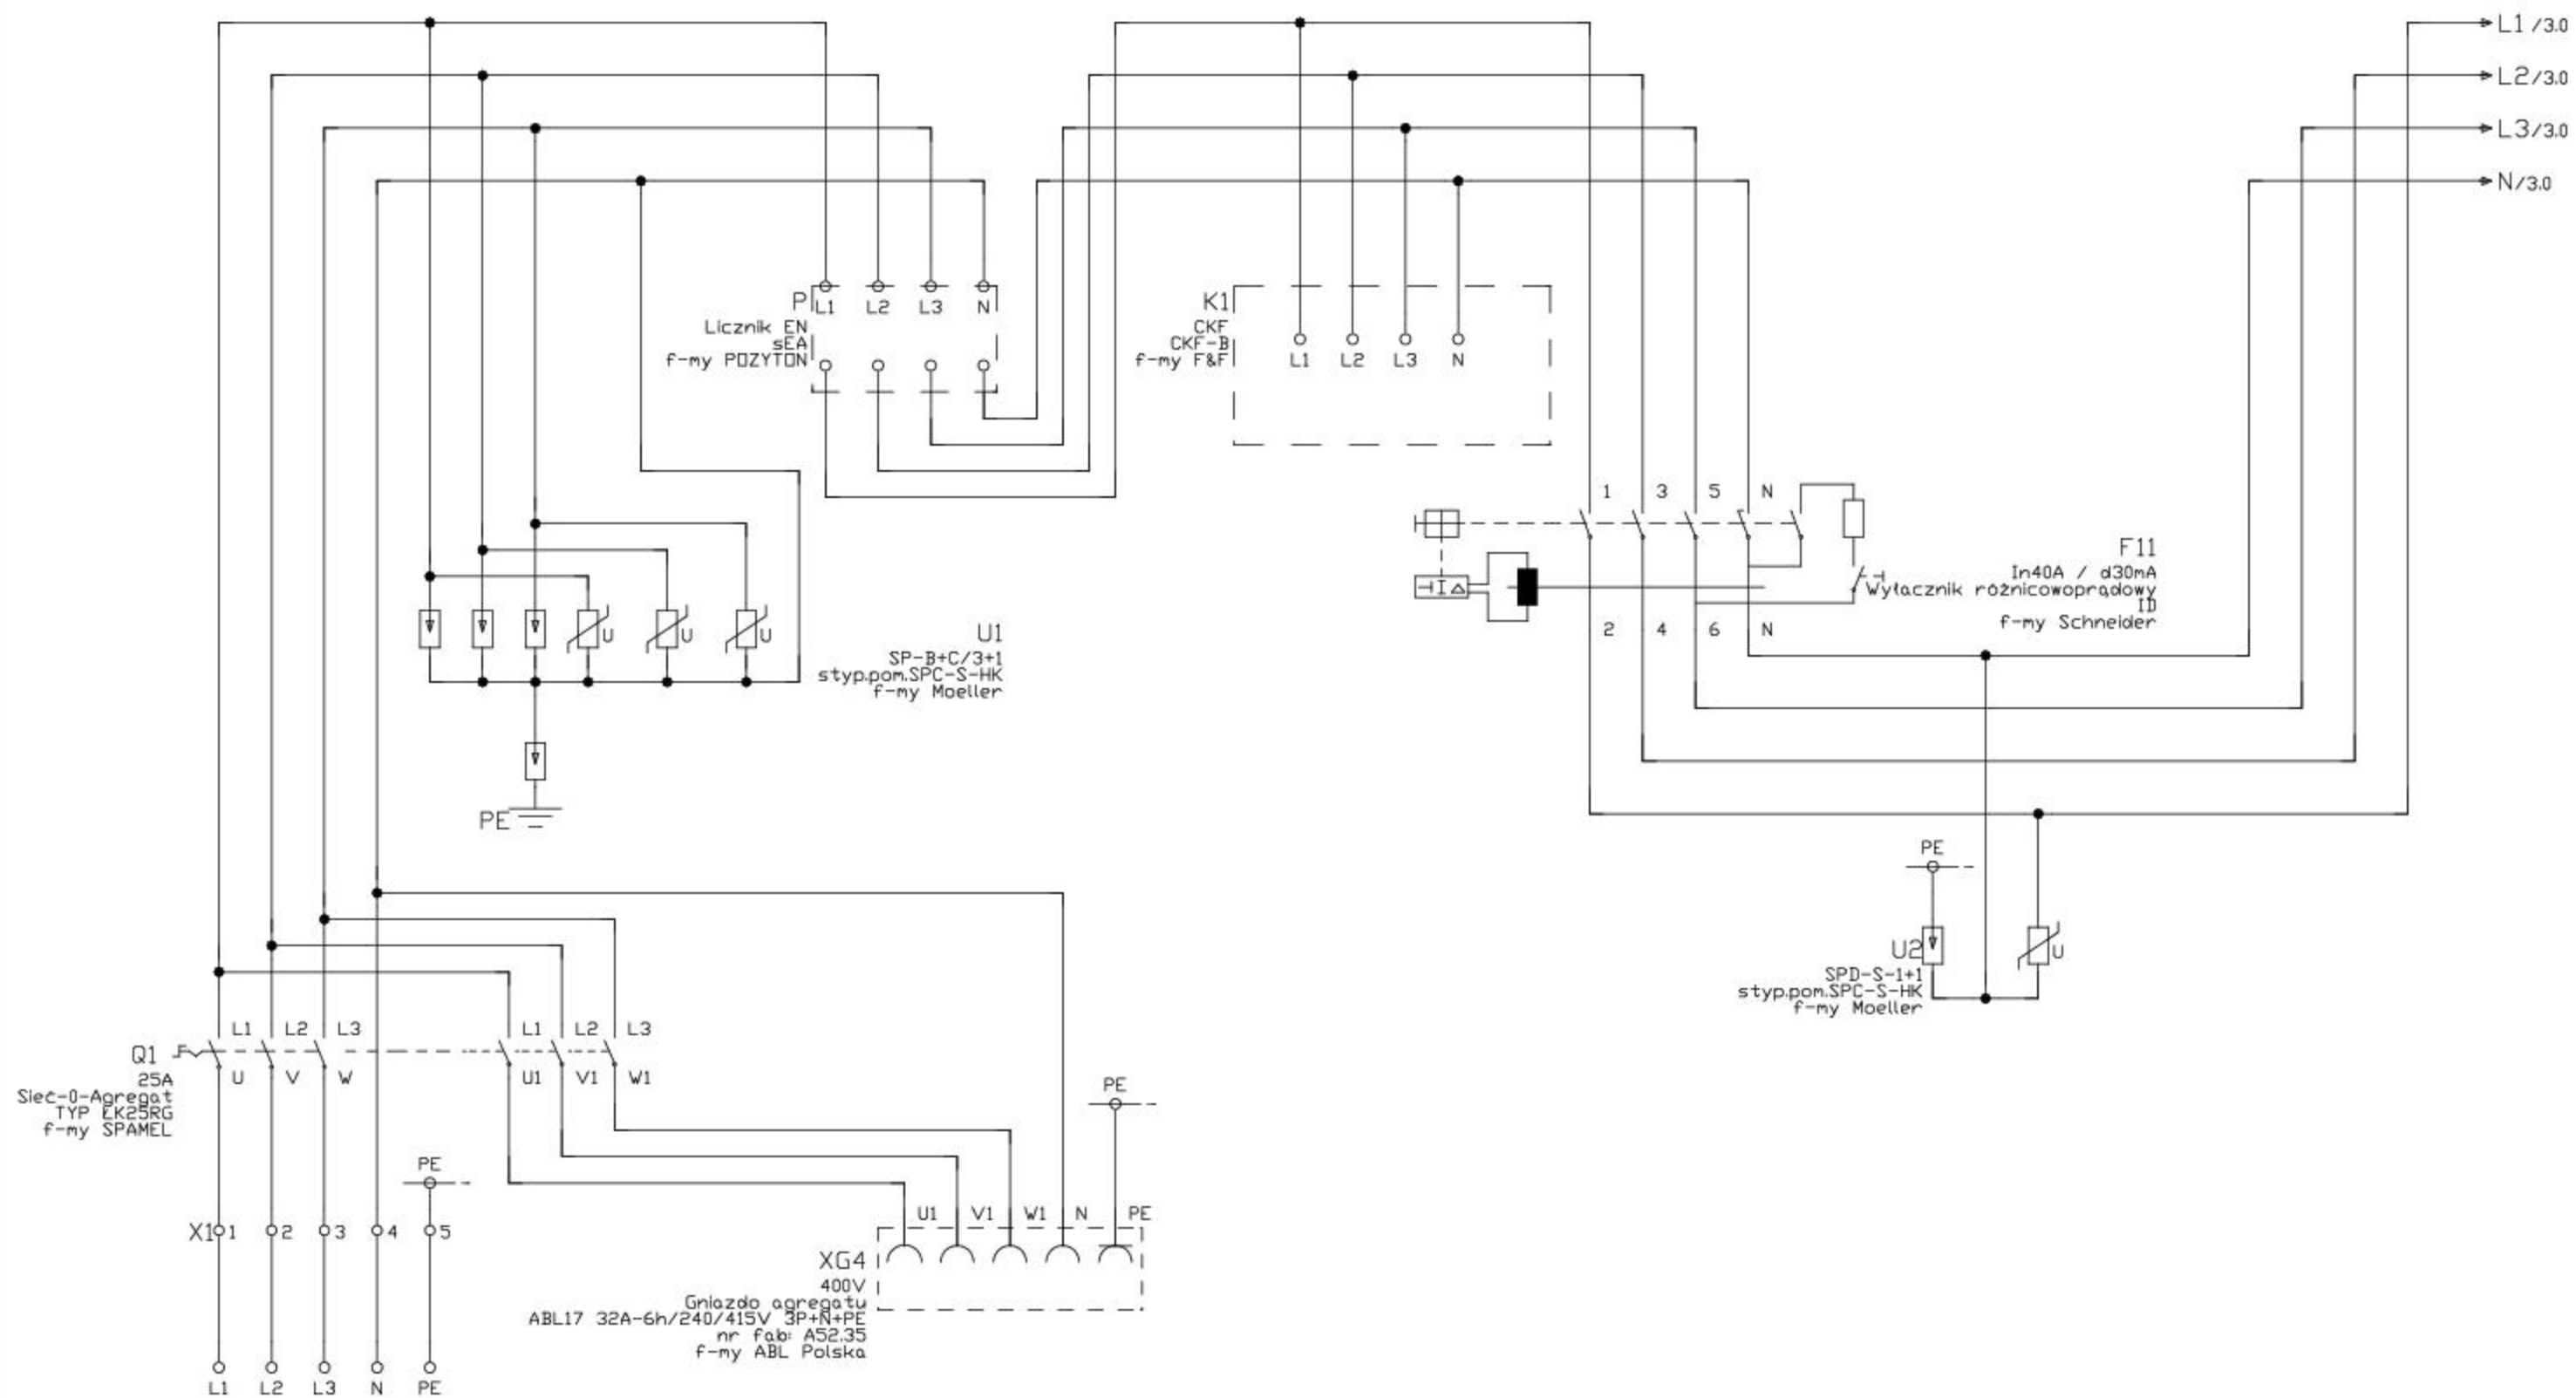 L1 /3.0
L2/3.0
L3/3.0
N/3.0
P
L1 L2 L3 N
Licznik EN
sEA
f-my POZYTON
K1
CKF
CKF-B
f-my F&F
L1 L2 L3 N
1 3 5 N
F11
In40A / d30mA
Wyłacznik różnicowoprądowy
ID
f-my Schneider
2 4 6 N
U U U
U1
SP-B+C/3+1
styp.pom.SPC-S-HK
f-my Moeller
PE
PE
U2
U
SPD-S-1+1
styp.pom.SPC-S-HK
f-my Moeller
L1 L2 L3 L1 L2 L3
Q1
U V W U1 V1 W1
25A
Sieć-0-Agregat
TYP ŁK25RG
f-my SPAMEL
PE
PE
X1 1 2 3 4 5
U1 V1 W1 N PE
XG4
400V
Gniazdo agregatu
ABL17 32A-6h/240/415V 3P+N+PE
nr fab: A52.35
f-my ABL Polska
L1 L2 L3 N PE